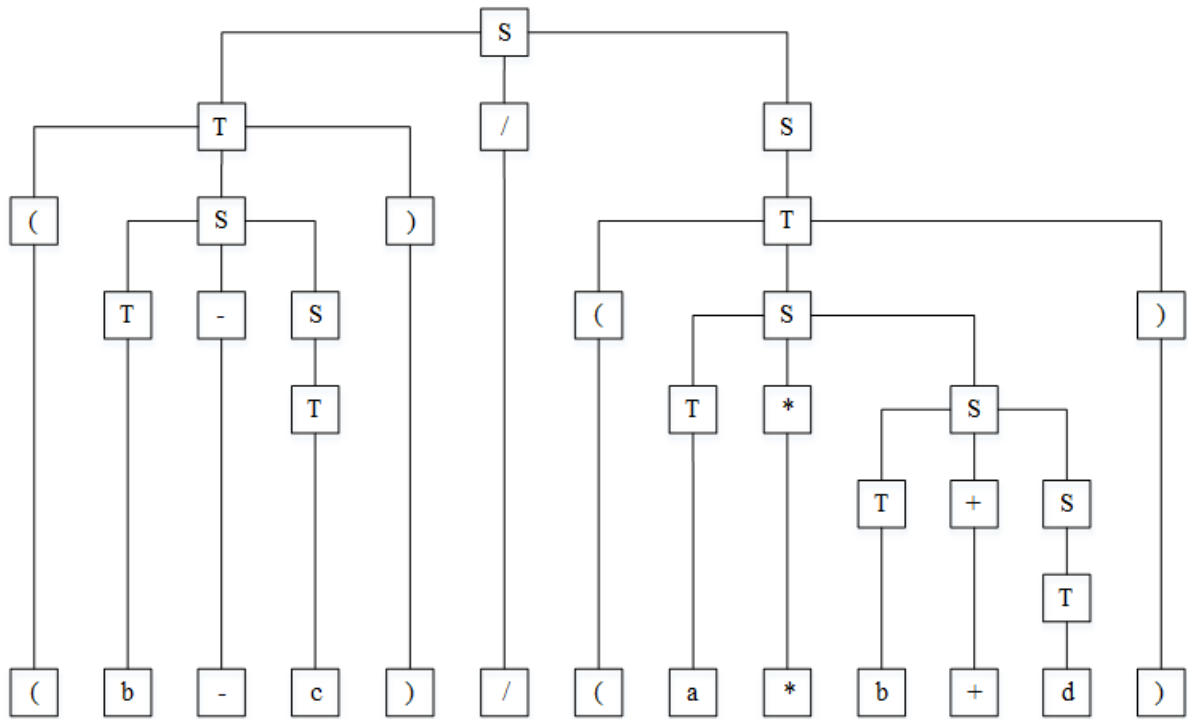 S
T / S
( S ) T
T - S ( S )
T T * S
T + S
T
( b - c ) / ( a * b + d )